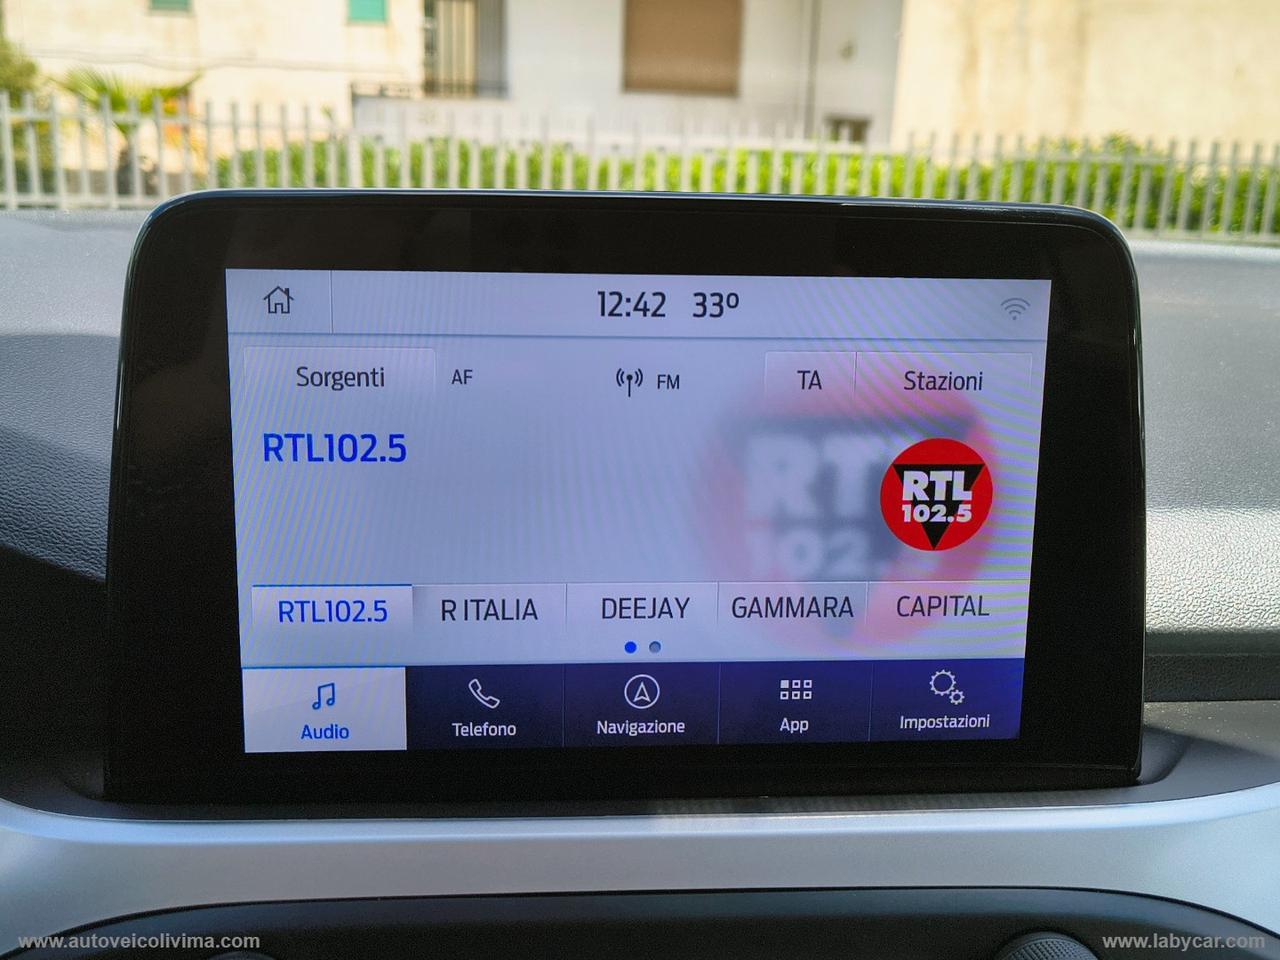 12:42 33º
Sorgenti AF FM TA Stazioni
RTL102.5
RTL
102.5
RTL102.5 R ITALIA DEEJAY GAMMARA CAPITAL
Audio Telefono Navigazione App Impostazioni
www.autoveicolivima.com www.labycar.com